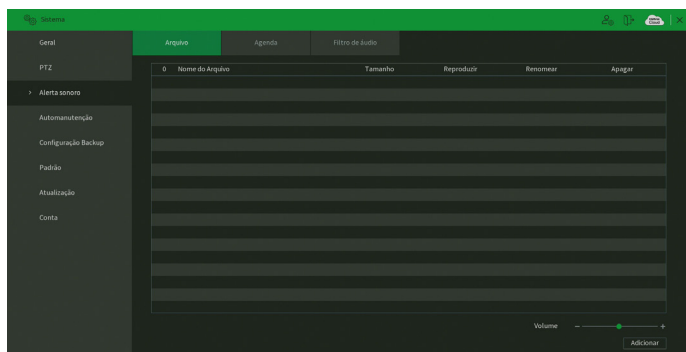 Sistema
Geral
Arquivo Agenda Filtro de áudio
PTZ
0 Nome do Arquivo Tamanho Reproduzir Renomear Apagar
> Alerta sonoro
Automanutenção
Configuração Backup
Padrão
Atualização
Conta
Volume - +
Adicionar